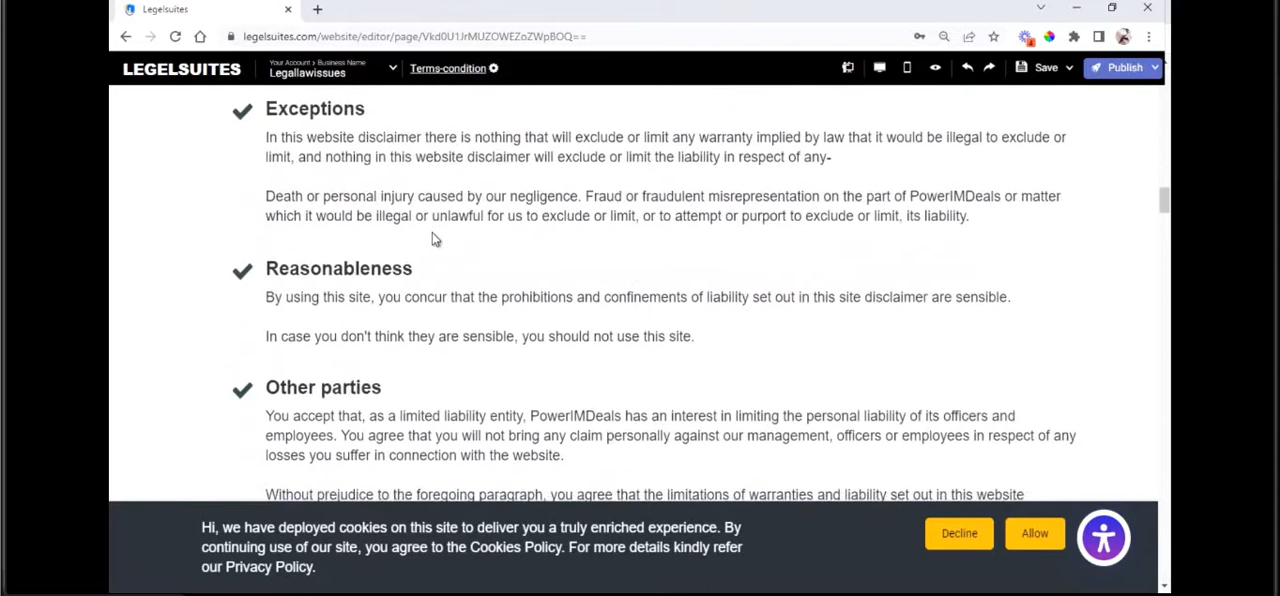 Legelsuites
legelsuites.com/website/editor/page/Vkd0U1JrMUZOWEZoZWpBOQ==
LEGELSUITES
Your Account > Business Name
Legallawissues
Terms-condition
Save
Publish
Exceptions
In this website disclaimer there is nothing that will exclude or limit any warranty implied by law that it would be illegal to exclude or
limit, and nothing in this website disclaimer will exclude or limit the liability in respect of any-
Death or personal injury caused by our negligence. Fraud or fraudulent misrepresentation on the part of PowerIMDeals or matter
which it would be illegal or unlawful for us to exclude or limit, or to attempt or purport to exclude or limit, its liability.
Reasonableness
By using this site, you concur that the prohibitions and confinements of liability set out in this site disclaimer are sensible.
In case you don't think they are sensible, you should not use this site.
Other parties
You accept that, as a limited liability entity, PowerIMDeals has an interest in limiting the personal liability of its officers and
employees. You agree that you will not bring any claim personally against our management, officers or employees in respect of any
losses you suffer in connection with the website.
Without prejudice to the foregoing paragraph, you agree that the limitations of warranties and liability set out in this website
Hi, we have deployed cookies on this site to deliver you a truly enriched experience. By
continuing use of our site, you agree to the Cookies Policy. For more details kindly refer
our Privacy Policy.
Decline
Allow